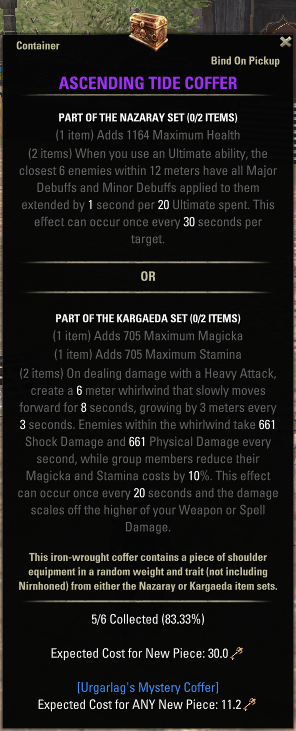 Container
Bind On Pickup
ASCENDING TIDE COFFER
PART OF THE NAZARAY SET (0/2 ITEMS)
(1 item) Adds 1164 Maximum Health
(2 items) When you use an Ultimate ability, the
closest 6 enemies within 12 meters have all Major
Debuffs and Minor Debuffs applied to them
extended by 1 second per 20 Ultimate spent. This
effect can occur once every 30 seconds per
target.
OR
PART OF THE KARGAEDA SET (0/2 ITEMS)
(1 item) Adds 705 Maximum Magicka
(1 item) Adds 705 Maximum Stamina
(2 items) On dealing damage with a Heavy Attack,
create a 6 meter whirlwind that slowly moves
forward for 8 seconds, growing by 3 meters every
3 seconds. Enemies within the whirlwind take 661
Shock Damage and 661 Physical Damage every
second, while group members reduce their
Magicka and Stamina costs by 10%. This effect
can occur once every 20 seconds and the damage
scales off the higher of your Weapon or Spell
Damage.
This iron-wrought coffer contains a piece of shoulder
equipment in a random weight and trait (not including
Nirnhoned) from either the Nazaray or Kargaeda item sets.
5/6 Collected (83.33%)
Expected Cost for New Piece: 30.0
[Urgarlag's Mystery Coffer]
Expected Cost for ANY New Piece: 11.2